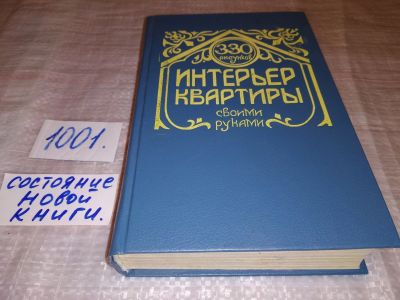 330
рисунков
ИНТЕРЬЕР
КВАРТИРЫ
своими
руками
1001.
состояние
новой
книги.